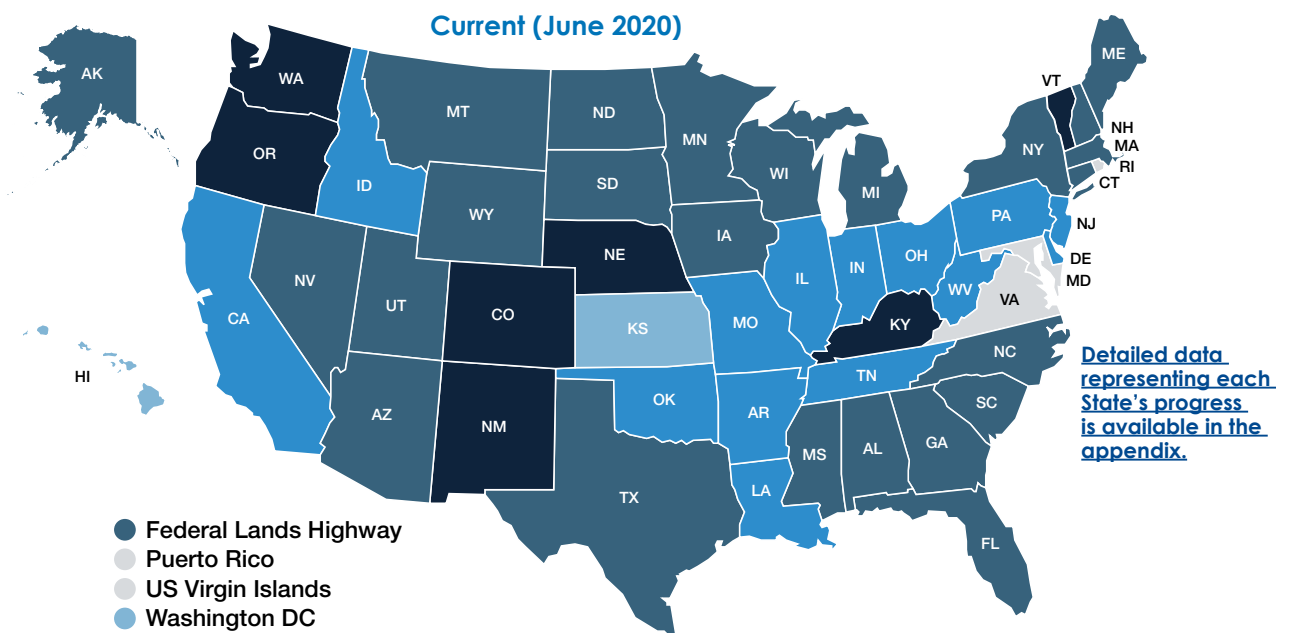 Current (June 2020)
AK
WA
OR
ID
MT
ND
MN
SD
WY
WI
MI
NY
VT
ME
NH
MA
RI
CT
NJ
PA
DE
MD
IA
NE
NV
UT
CO
CA
KS
MO
IL
IN
OH
WV
VA
KY
HI
AZ
NM
OK
AR
TN
NC
SC
TX
LA
MS
AL
GA
FL
Detailed data
representing each
State's progress
is available in the
appendix.
Federal Lands Highway
Puerto Rico
US Virgin Islands
Washington DC